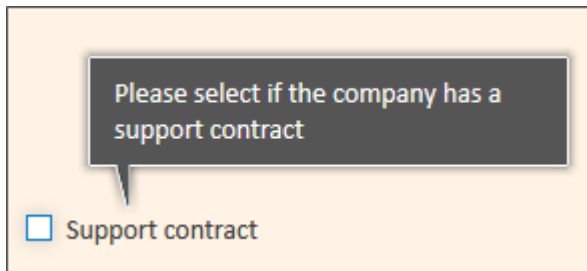 Please select if the company has a
support contract
Support contract